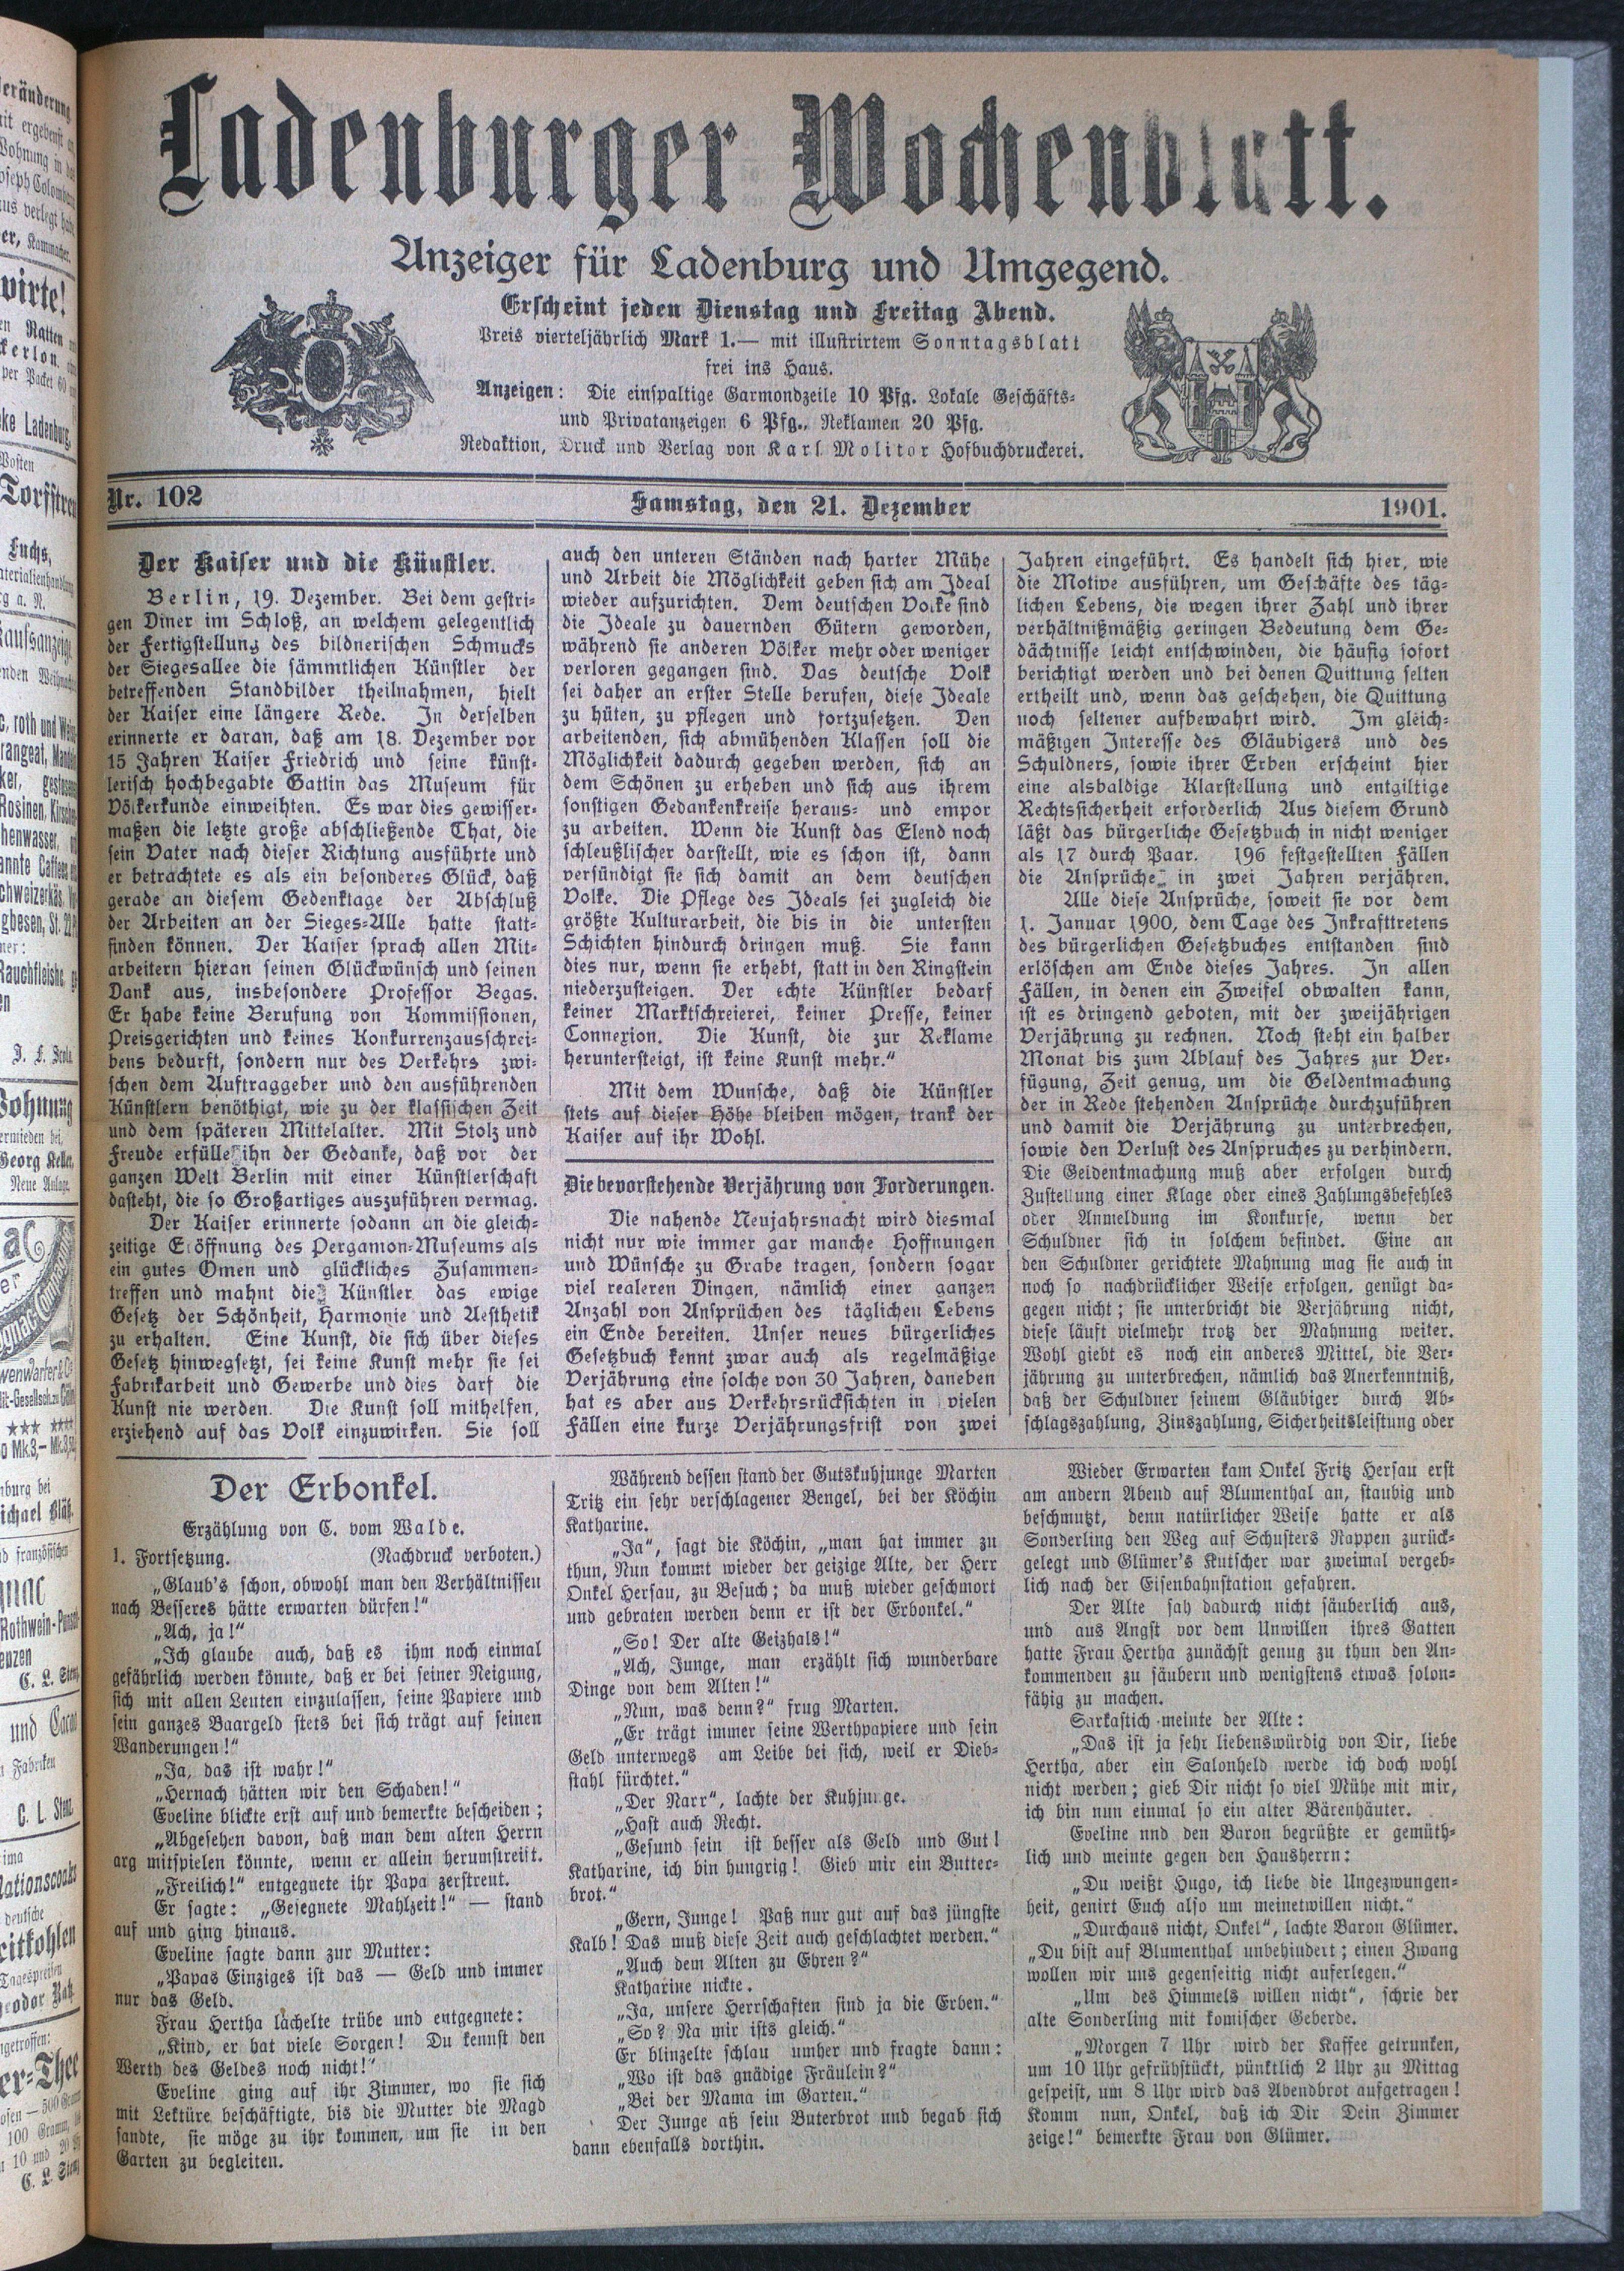 Ladenburger Wochenblatt.
Anzeiger für Ladenburg und Umgegend.
Erscheint jeden Dienstag und Freitag Abend.
Preis vierteljährlich Mark 1.— mit illustrirtem Sonntagsblatt
frei ins Haus.
Anzeigen: Die einspaltige Garmondzeile 10 Pfg. Lokale Geschäfts-
und Privatanzeigen 6 Pfg., Reklamen 20 Pfg.
Redaktion, Druck und Verlag von Karl Molitor Hofbuchdruckerei.
Nr. 102 Samstag, den 21. Dezember 1901.
Der Kaiser und die Künstler.
Berlin, 19. Dezember. Bei dem gestri-
gen Diner im Schloß, an welchem gelegentlich
der Fertigstellung des bildnerischen Schmucks
der Siegesallee die sämmtlichen Künstler der
betreffenden Standbilder theilnahmen, hielt
der Kaiser eine längere Rede. In derselben
erinnerte er daran, daß am 18. Dezember vor
15 Jahren Kaiser Friedrich und seine künst-
lerisch hochbegabte Gattin das Museum für
Völkerkunde einweihten. Es war dies gewisser-
maßen die letzte große abschließende That, die
sein Vater nach dieser Richtung ausführte und
er betrachtete es als ein besonderes Glück, daß
gerade an diesem Gedenktage der Abschluß
der Arbeiten an der Sieges-Alle hatte statt-
finden können. Der Kaiser sprach allen Mit-
arbeitern hieran seinen Glückwünsch und seinen
Dank aus, insbesondere Professor Begas.
Er habe keine Berufung von Kommissionen,
Preisgerichten und keines Konkurrenzausschrei-
bens bedurft, sondern nur des Verkehrs zwi-
schen dem Auftraggeber und den ausführenden
Künstlern benöthigt, wie zu der klassischen Zeit
und dem späteren Mittelalter. Mit Stolz und
Freude erfülle ihn der Gedanke, daß vor der
ganzen Welt Berlin mit einer Künstlerschaft
dasteht, die so Großartiges auszuführen vermag.
Der Kaiser erinnerte sodann an die gleich-
zeitige Eröffnung des Pergamon-Museums als
ein gutes Omen und glückliches Zusammen-
treffen und mahnt die Künstler das ewige
Gesetz der Schönheit, Harmonie und Aesthetik
zu erhalten. Eine Kunst, die sich über dieses
Gesetz hinwegsetzt, sei keine Kunst mehr sie sei
Fabrikarbeit und Gewerbe und dies darf die
Kunst nie werden. Die Kunst soll mithelfen,
erziehend auf das Volk einzuwirken. Sie soll
auch den unteren Ständen nach harter Mühe
und Arbeit die Möglichkeit geben sich am Ideal
wieder aufzurichten. Dem deutschen Volke sind
die Ideale zu dauernden Gütern geworden,
während sie anderen Völker mehr oder weniger
verloren gegangen sind. Das deutsche Volk
sei daher an erster Stelle berufen, diese Ideale
zu hüten, zu pflegen und fortzusetzen. Den
arbeitenden, sich abmühenden Klassen soll die
Möglichkeit dadurch gegeben werden, sich an
dem Schönen zu erheben und sich aus ihrem
sonstigen Gedankenkreise heraus- und empor
zu arbeiten. Wenn die Kunst das Elend noch
schleußlischer darstellt, wie es schon ist, dann
versündigt sie sich damit an dem deutschen
Volke. Die Pflege des Ideals sei zugleich die
größte Kulturarbeit, die bis in die untersten
Schichten hindurch dringen muß. Sie kann
dies nur, wenn sie erhebt, statt in den Ringstein
niederzusteigen. Der echte Künstler bedarf
keiner Marktschreierei, keiner Presse, keiner
Connexion. Die Kunst, die zur Reklame
heruntersteigt, ist keine Kunst mehr.“
Mit dem Wunsche, daß die Künstler
stets auf dieser Höhe bleiben mögen, trank der
Kaiser auf ihr Wohl.
Die bevorstehende Verjährung von Forderungen.
Die nahende Neujahrsnacht wird diesmal
nicht nur wie immer gar manche Hoffnungen
und Wünsche zu Grabe tragen, sondern sogar
viel realeren Dingen, nämlich einer ganzen
Anzahl von Ansprüchen des täglichen Lebens
ein Ende bereiten. Unser neues bürgerliches
Gesetzbuch kennt zwar auch als regelmäßige
Verjährung eine solche von 30 Jahren, daneben
hat es aber aus Verkehrsrücksichten in vielen
Fällen eine kurze Verjährungsfrist von zwei
Jahren eingeführt. Es handelt sich hier, wie
die Motive ausführen, um Geschäfte des täg-
lichen Lebens, die wegen ihrer Zahl und ihrer
verhältnißmäßig geringen Bedeutung dem Ge-
dächtnisse leicht entschwinden, die häufig sofort
berichtigt werden und bei denen Quittung selten
ertheilt und, wenn das geschehen, die Quittung
noch seltener aufbewahrt wird. Im gleich-
mäßigen Interesse des Gläubigers und des
Schuldners, sowie ihrer Erben erscheint hier
eine alsbaldige Klarstellung und entgiltige
Rechtssicherheit erforderlich Aus diesem Grund
läßt das bürgerliche Gesetzbuch in nicht weniger
als 17 durch Paar. 196 festgestellten Fällen
die Ansprüche in zwei Jahren verjähren.
Alle diese Ansprüche, soweit sie vor dem
1. Januar 1900, dem Tage des Inkrafttretens
des bürgerlichen Gesetzbuches entstanden sind
erlöschen am Ende dieses Jahres. In allen
Fällen, in denen ein Zweifel obwalten kann,
ist es dringend geboten, mit der zweijährigen
Verjährung zu rechnen. Noch steht ein halber
Monat bis zum Ablauf des Jahres zur Ver-
fügung, Zeit genug, um die Geldentmachung
der in Rede stehenden Ansprüche durchzuführen
und damit die Verjährung zu unterbrechen,
sowie den Verlust des Anspruches zu verhindern.
Die Geldentmachung muß aber erfolgen durch
Zustellung einer Klage oder eines Zahlungsbefehles
oder Anmeldung im Konkurse, wenn der
Schuldner sich in solchem befindet. Eine an
den Schuldner gerichtete Mahnung mag sie auch in
noch so nachdrücklicher Weise erfolgen, genügt da-
gegen nicht; sie unterbricht die Verjährung nicht,
diese läuft vielmehr trotz der Mahnung weiter.
Wohl giebt es noch ein anderes Mittel, die Ver-
jährung zu unterbrechen, nämlich das Anerkenntniß,
daß der Schuldner seinem Gläubiger durch Ab-
schlagszahlung, Zinszahlung, Sicherheitsleistung oder
Der Erbonkel.
Erzählung von C. vom Walde.
1. Fortsetzung. (Nachdruck verboten.)
„Glaub's schon, obwohl man den Verhältnissen
nach Besseres hätte erwarten dürfen!“
„Ach, ja!“
„Ich glaube auch, daß es ihm noch einmal
gefährlich werden könnte, daß er bei seiner Neigung,
sich mit allen Leuten einzulassen, seine Papiere und
sein ganzes Baargeld stets bei sich trägt auf seinen
Wanderungen!“
„Ja, das ist wahr!“
„Hernach hätten wir den Schaden!“
Eveline blickte erst auf und bemerkte bescheiden;
„Abgesehen davon, daß man dem alten Herrn
arg mitspielen könnte, wenn er allein herumstreift.
„Freilich!“ entgegnete ihr Papa zerstreut.
Er sagte: „Gesegnete Mahlzeit!“ — stand
auf und ging hinaus.
Eveline sagte dann zur Mutter:
„Papas Einziges ist das — Geld und immer
nur das Geld.
Frau Hertha lächelte trübe und entgegnete:
„Kind, er hat viele Sorgen! Du kennst den
Werth des Geldes noch nicht!“
Eveline ging auf ihr Zimmer, wo sie sich
mit Lektüre beschäftigte, bis die Mutter die Magd
sandte, sie möge zu ihr kommen, um sie in den
Garten zu begleiten.
Während dessen stand der Gutskuhjunge Marten
Tritz ein sehr verschlagener Bengel, bei der Köchin
Katharine.
„Ja“, sagt die Köchin, „man hat immer zu
thun, Nun kommt wieder der geizige Alte, der Herr
Onkel Hersau, zu Besuch; da muß wieder geschmort
und gebraten werden denn er ist der Erbonkel.“
„So! Der alte Geizhals!“
„Ach, Junge, man erzählt sich wunderbare
Dinge von dem Alten!“
„Nun, was denn?“ frug Marten.
„Er trägt immer seine Werthpapiere und sein
Geld unterwegs am Leibe bei sich, weil er Dieb-
stahl fürchtet.“
„Der Narr“, lachte der Kuhjunge.
„Hast auch Recht.
„Gesund sein ist besser als Geld und Gut!
Katharine, ich bin hungrig! Gieb mir ein Butter-
brot.“
„Gern, Junge! Paß nur gut auf das jüngste
Kalb! Das muß diese Zeit auch geschlachtet werden.“
„Auch dem Alten zu Ehren?“
Katharine nickte.
„Ja, unsere Herrschaften sind ja die Erben.“
„So? Na mir ists gleich.“
Er blinzelte schlau umher und fragte dann:
„Wo ist das gnädige Fräulein?“
„Bei der Mama im Garten.“
Der Junge aß sein Buterbrot und begab sich
dann ebenfalls dorthin.
Wieder Erwarten kam Onkel Fritz Hersau erst
am andern Abend auf Blumenthal an, staubig und
beschmutzt, denn natürlicher Weise hatte er als
Sonderling den Weg auf Schusters Rappen zurück-
gelegt und Glümer's Kutscher war zweimal vergeb-
lich nach der Eisenbahnstation gefahren.
Der Alte sah dadurch nicht säuberlich aus,
und aus Angst vor dem Unwillen ihres Gatten
hatte Frau Hertha zunächst genug zu thun den An-
kommenden zu säubern und wenigstens etwas solon-
fähig zu machen.
Sarkastich meinte der Alte:
„Das ist ja sehr liebenswürdig von Dir, liebe
Hertha, aber ein Salonheld werde ich doch wohl
nicht werden; gieb Dir nicht so viel Mühe mit mir,
ich bin nun einmal so ein alter Bärenhäuter.
Eveline nnd den Baron begrüßte er gemüth-
lich und meinte gegen den Hausherrn:
„Du weißt Hugo, ich liebe die Ungezwungen-
heit, genirt Euch also um meinetwillen nicht.“
„Durchaus nicht, Onkel“, lachte Baron Glümer.
„Du bist auf Blumenthal unbehindert; einen Zwang
wollen wir uns gegenseitig nicht auferlegen.“
„Um des Himmels willen nicht“, schrie der
alte Sonderling mit komischer Geberde.
„Morgen 7 Uhr wird der Kaffee getrunken,
um 10 Uhr gefrühstückt, pünktlich 2 Uhr zu Mittag
gespeist, um 8 Uhr wird das Abendbrot aufgetragen!
Komm nun, Onkel, daß ich Dir Dein Zimmer
zeige!“ bemerkte Frau von Glümer.